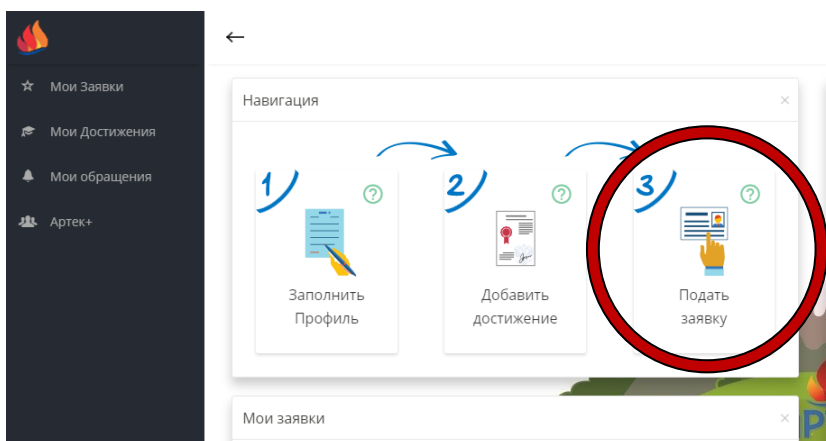 Мои Заявки
Мои Достижения
Мои обращения
Артек+
Навигация
1
2
3
Заполнить
Профиль
Добавить
достижение
Подать
заявку
Мои заявки